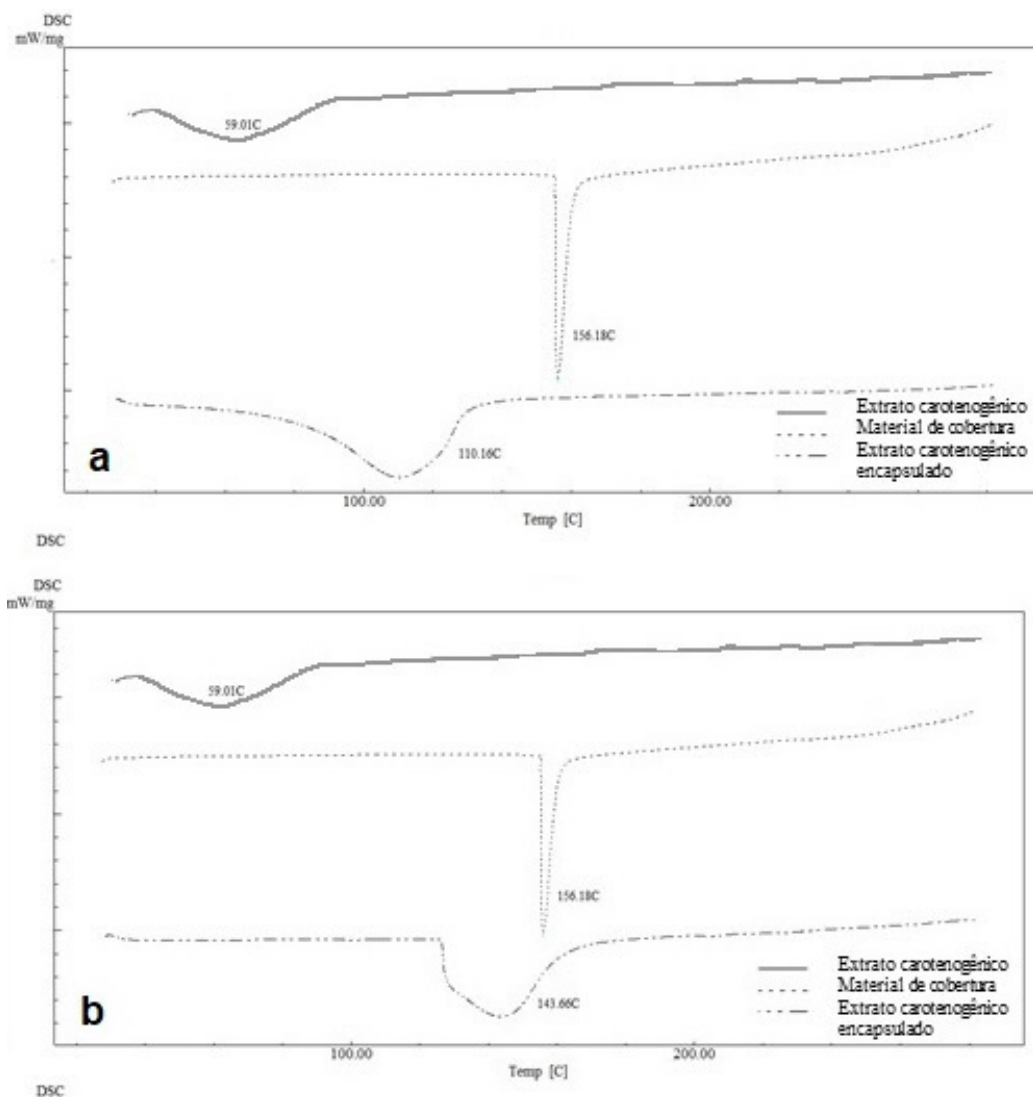 DSC
mW/mg
59.01C
156.18C
110.16C
Extrato carotenogênico
Material de cobertura
Extrato carotenogênico
encapsulado
a
100.00
200.00
Temp [C]
DSC
DSC
mW/mg
59.01C
156.18C
143.66C
Extrato carotenogênico
Material de cobertura
Extrato carotenogênico
encapsulado
b
100.00
200.00
Temp [C]
DSC